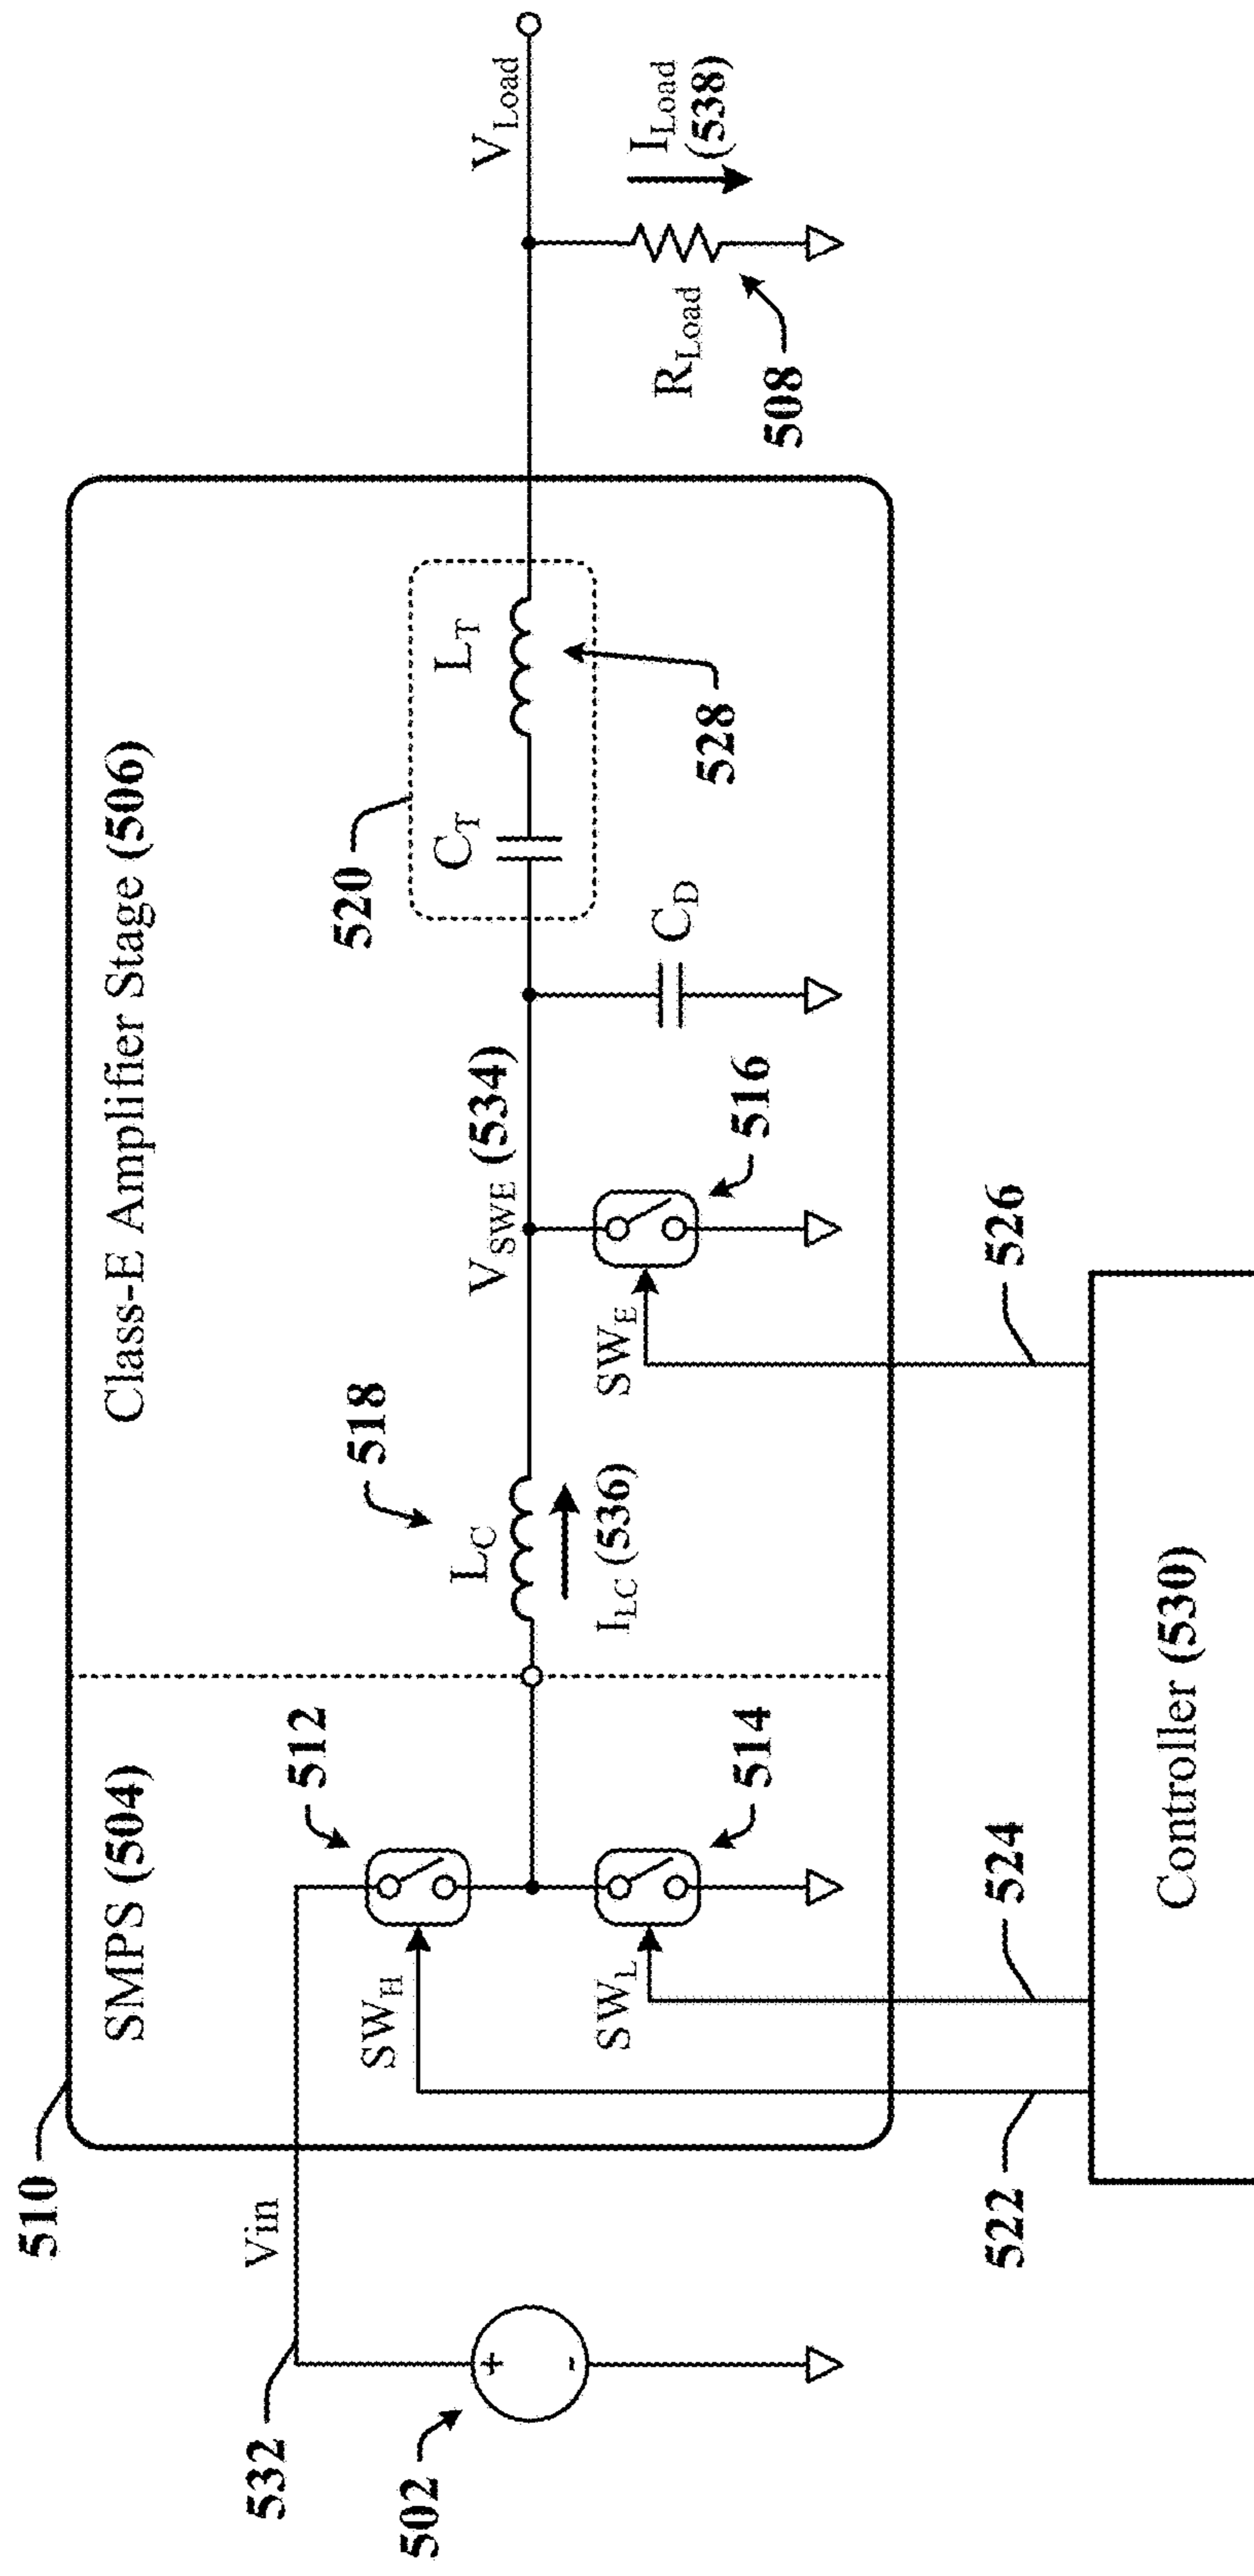 510
SMPS (504)
Class-E Amplifier Stage (506)
532
Vin
502
+
-
SW_H
512
SW_L
514
L_C
518
I_LC (536)
V_SWE (534)
SW_E
516
520
C_T
L_T
C_D
528
V_Load
R_Load
I_Load
(538)
508
522
524
526
Controller (530)